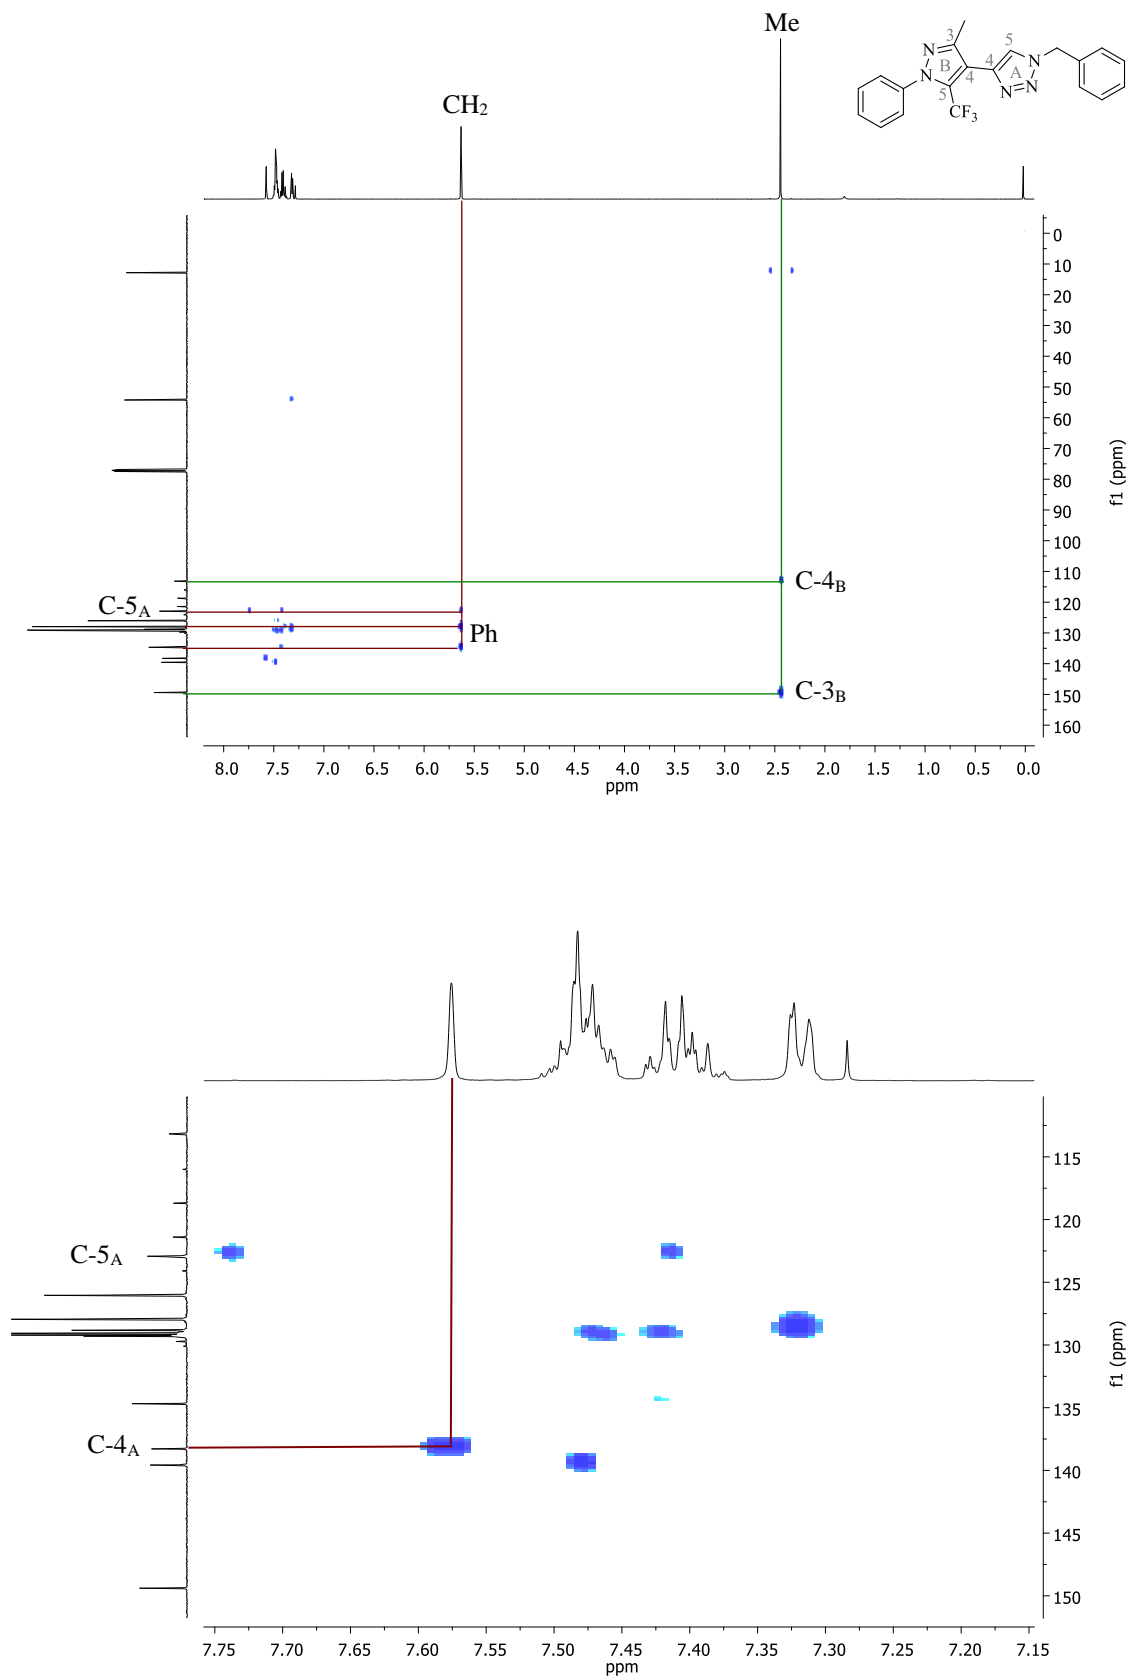 Me
CH2
3
N
B
N
5
4
4
5
A
N
N
N
CF3
0
10
20
30
40
50
60
70
80
90
100
110
120
130
140
150
160
f1 (ppm)
C-4B
C-5A
Ph
C-3B
8.0 7.5 7.0 6.5 6.0 5.5 5.0 4.5 4.0 3.5 3.0 2.5 2.0 1.5 1.0 0.5 0.0
ppm
115
120
125
130
135
140
145
150
f1 (ppm)
C-5A
C-4A
7.75 7.70 7.65 7.60 7.55 7.50 7.45 7.40 7.35 7.30 7.25 7.20 7.15
ppm